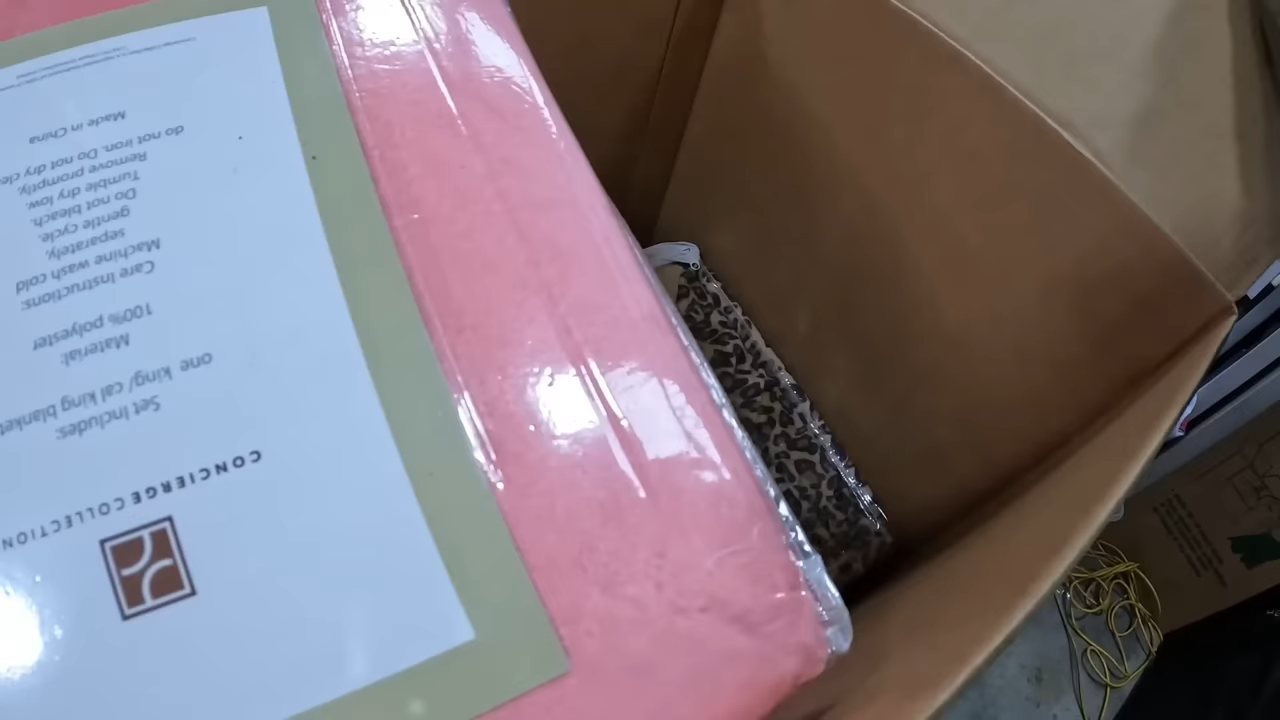 CONCIERGE COLLECTION
Set Includes:
one king/ cal king blanket
Material:
100% polyester
Care Instructions:
Machine wash cold
separately,
gentle cycle.
Do not bleach.
Tumble dry low.
Remove promptly,
do not iron. Do not dry
Made in China